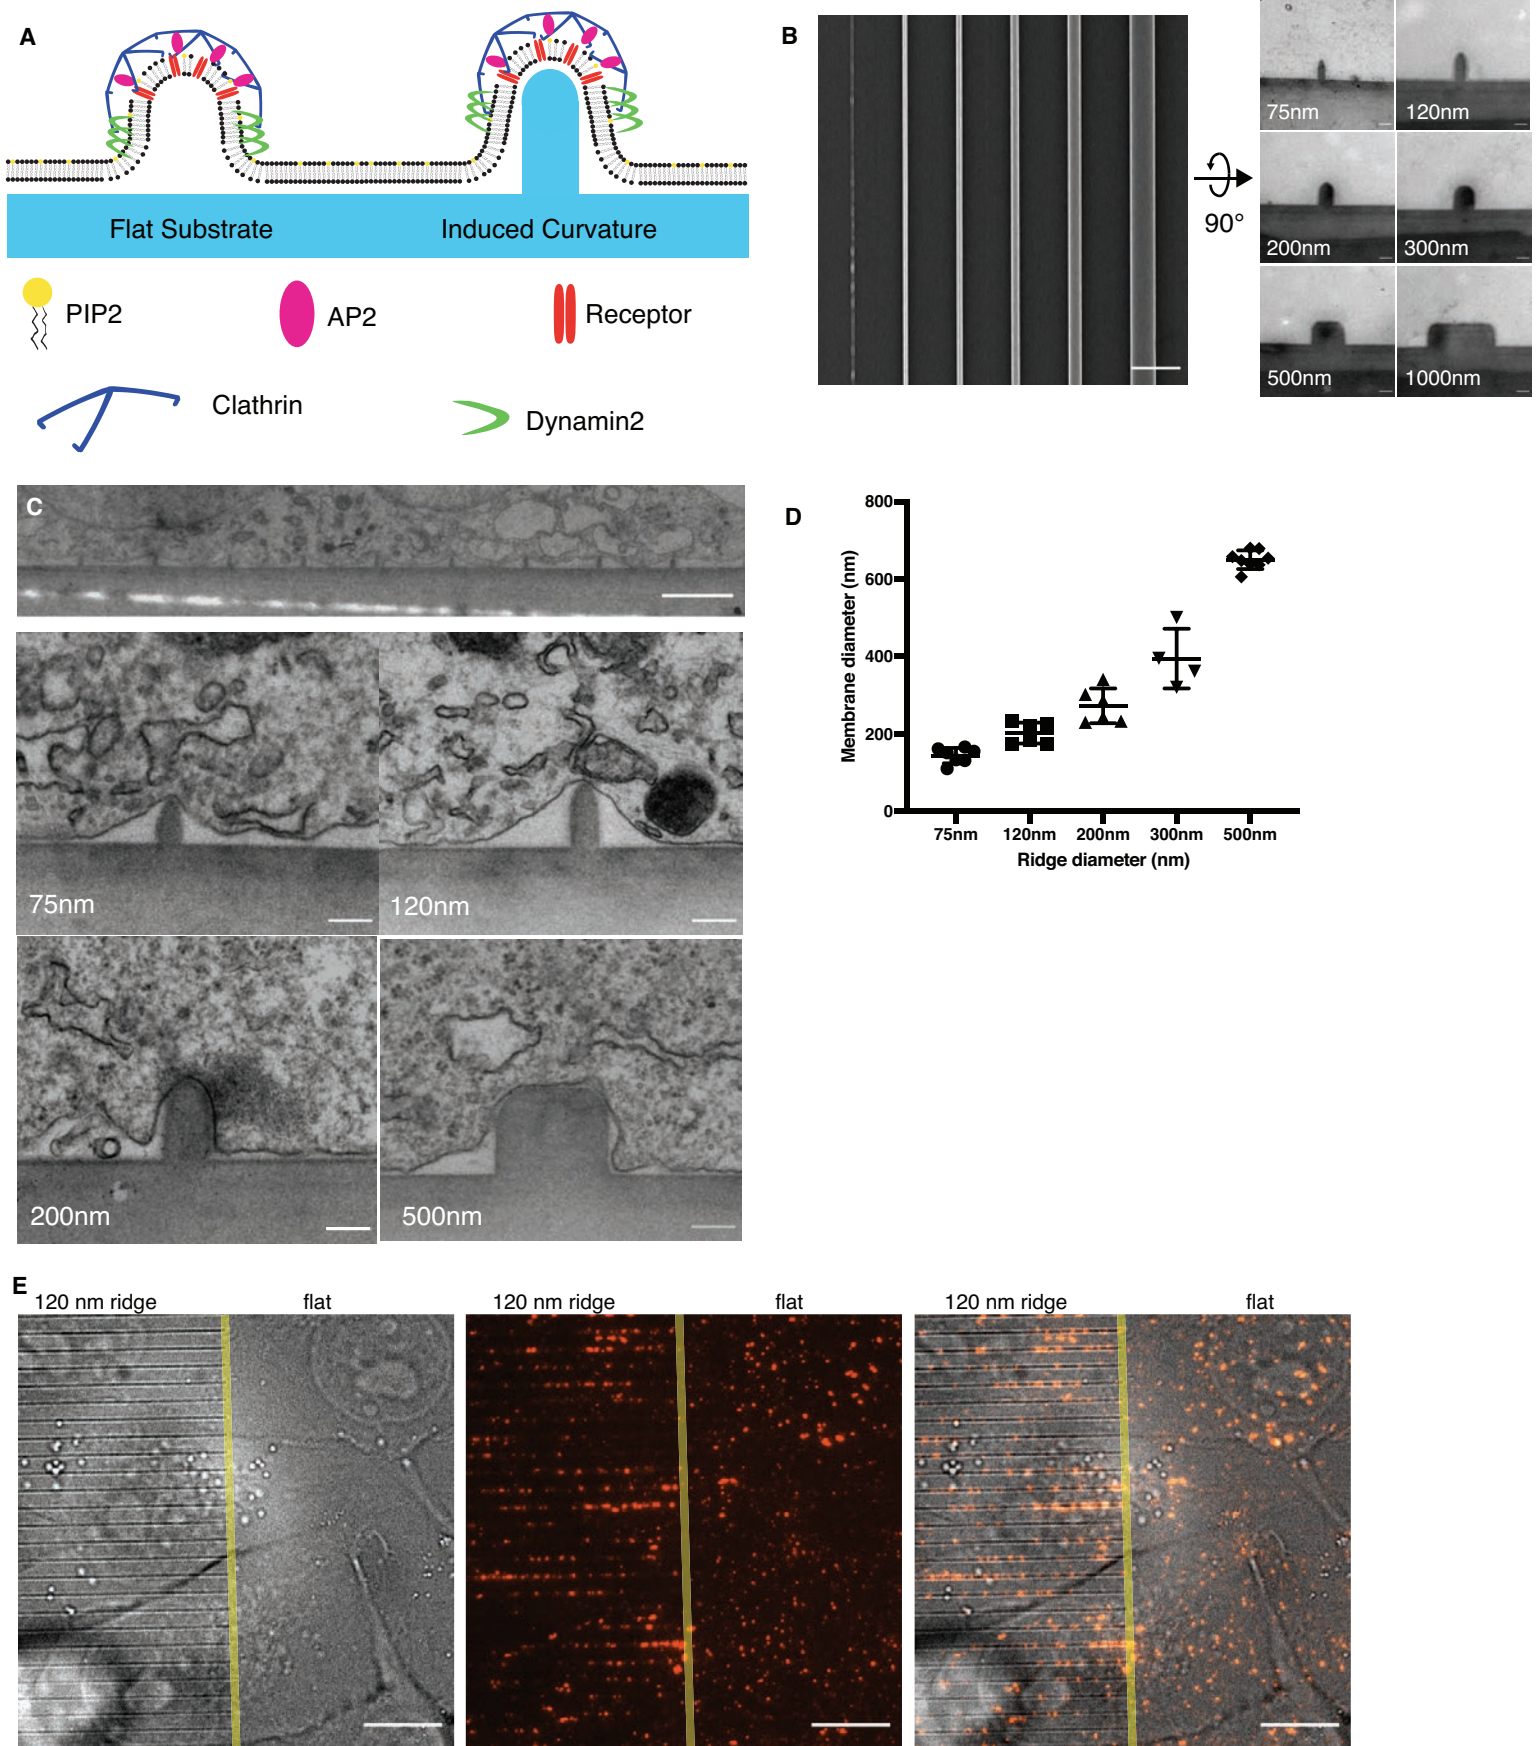 A
Flat Substrate
Induced Curvature
PIP2
AP2
Receptor
Clathrin
Dynamin2
B
90°
75nm
120nm
200nm
300nm
500nm
1000nm
C
75nm
120nm
200nm
500nm
D
Membrane diameter (nm)
800
600
400
200
0
75nm 120nm 200nm 300nm 500nm
Ridge diameter (nm)
E
120 nm ridge flat
120 nm ridge flat
120 nm ridge flat